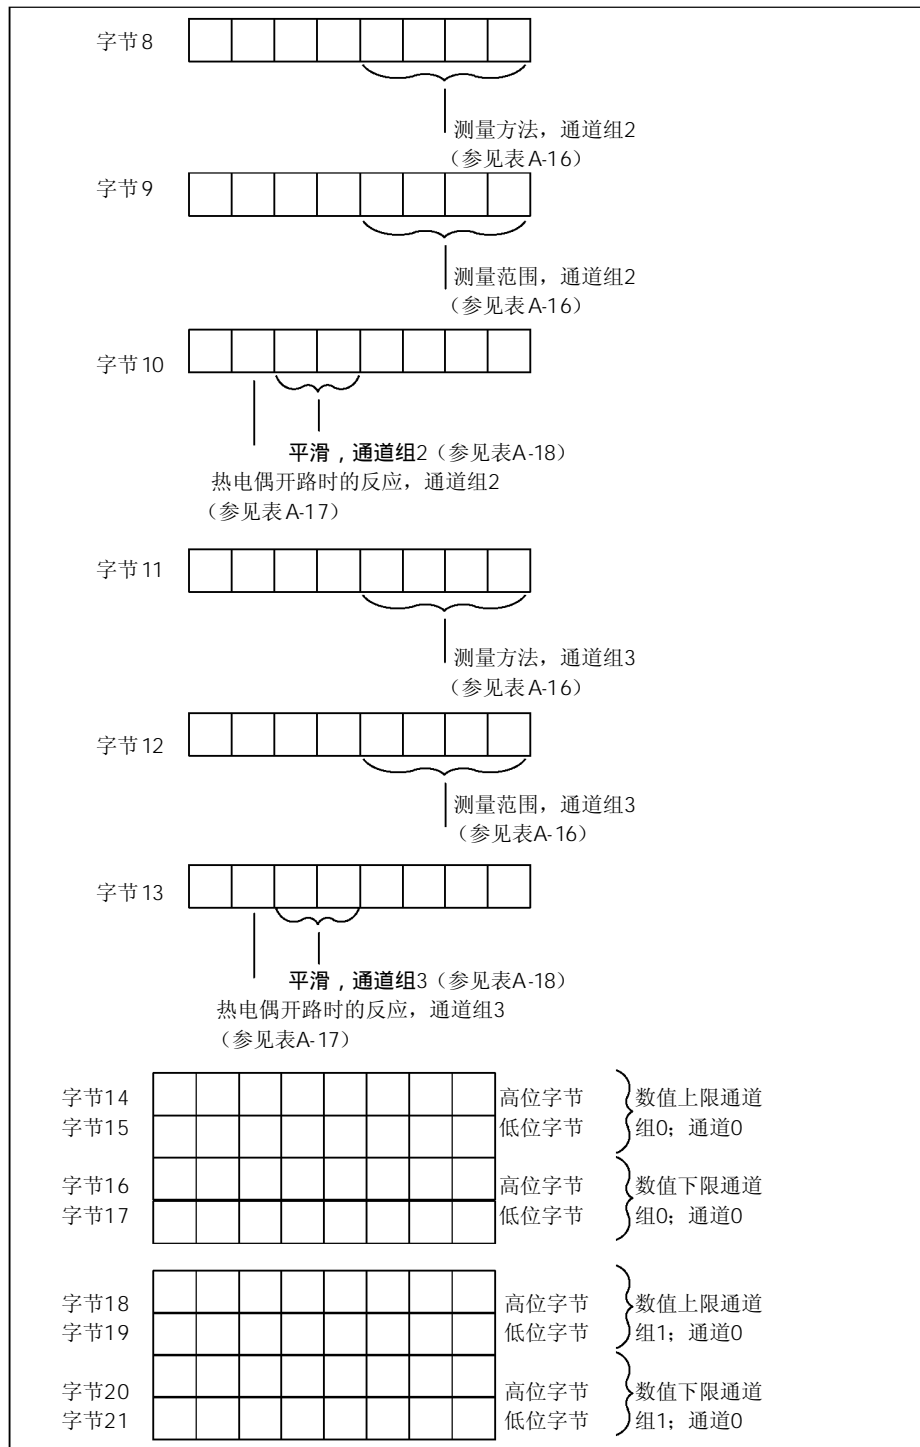 字节8
测量方法，通道组2
（参见表A-16）
字节9
测量范围，通道组2
（参见表A-16）
字节10
平滑，通道组2（参见表A-18）
热电偶开路时的反应，通道组2
（参见表A-17）
字节11
测量方法，通道组3
（参见表A-16）
字节12
测量范围，通道组3
（参见表A-16）
字节13
平滑，通道组3（参见表A-18）
热电偶开路时的反应，通道组3
（参见表A-17）
字节14 高位字节 数值上限通道
字节15 低位字节 组0；通道0
字节16 高位字节 数值下限通道
字节17 低位字节 组0；通道0
字节18 高位字节 数值上限通道
字节19 低位字节 组1；通道0
字节20 高位字节 数值下限通道
字节21 低位字节 组1；通道0